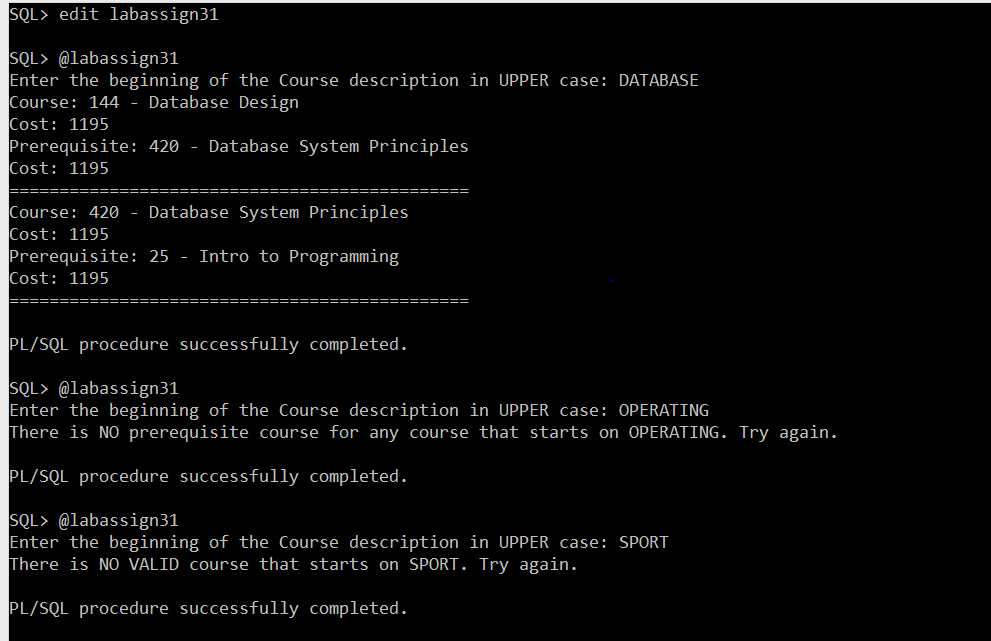 SQL> edit labassign31
SQL> @labassign31
Enter the beginning of the Course description in UPPER case: DATABASE
Course: 144 - Database Design
Cost: 1195
Prerequisite: 420 - Database System Principles
Cost: 1195
==============================================
Course: 420 - Database System Principles
Cost: 1195
Prerequisite: 25 - Intro to Programming
Cost: 1195
==============================================
PL/SQL procedure successfully completed.
SQL> @labassign31
Enter the beginning of the Course description in UPPER case: OPERATING
There is NO prerequisite course for any course that starts on OPERATING. Try again.
PL/SQL procedure successfully completed.
SQL> @labassign31
Enter the beginning of the Course description in UPPER case: SPORT
There is NO VALID course that starts on SPORT. Try again.
PL/SQL procedure successfully completed.